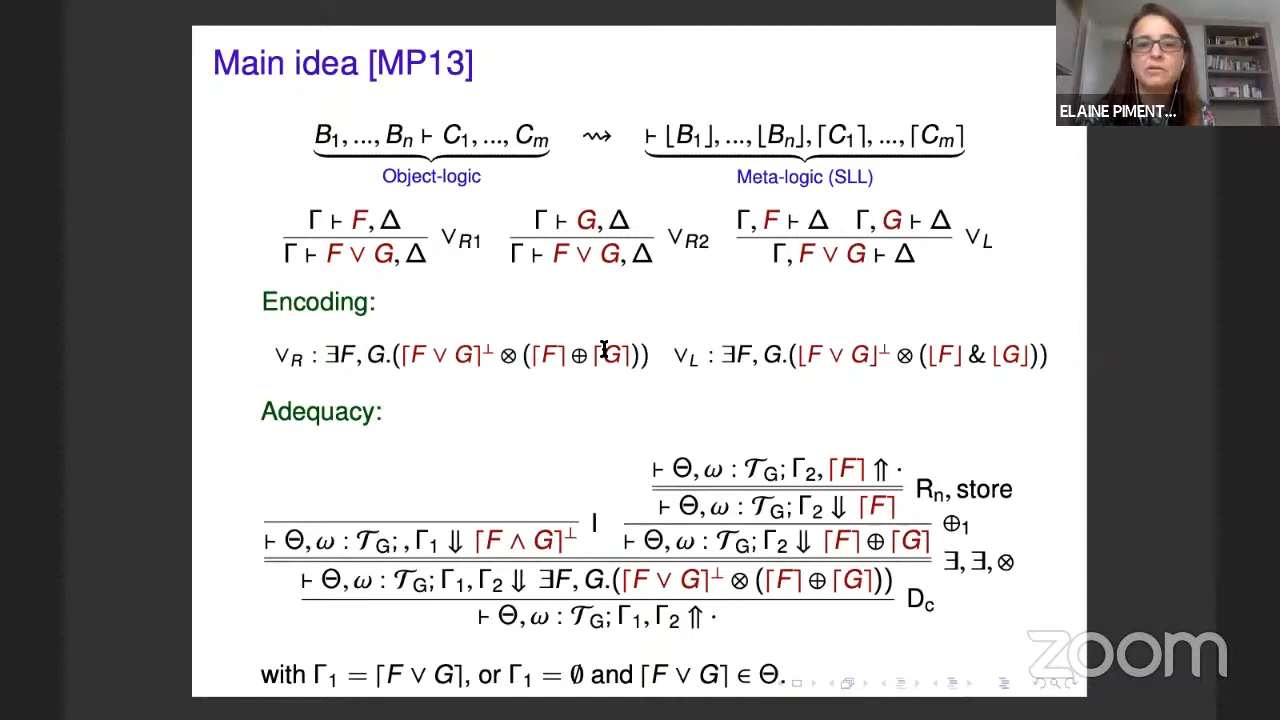 Main idea [MP13]
ELAINE PIMENT...
B₁, ..., Bₙ ⊢ C₁, ..., Cₘ ⇝ ⊢ ⌊B₁⌋, ..., ⌊Bₙ⌋, ⌈C₁⌉, ..., ⌈Cₘ⌉
Object-logic Meta-logic (SLL)
Γ ⊢ F, Δ Γ ⊢ G, Δ Γ, F ⊢ Δ Γ, G ⊢ Δ
∨R1 ∨R2 ∨L
Γ ⊢ F ∨ G, Δ Γ ⊢ F ∨ G, Δ Γ, F ∨ G ⊢ Δ
Encoding:
∨R : ∃F, G.(⌈F ∨ G⌉⊥ ⊗ (⌈F⌉ ⊕ ⌈G⌉)) ∨L : ∃F, G.(⌊F ∨ G⌋⊥ ⊗ (⌊F⌋ & ⌊G⌋))
Adequacy:
⊢ Θ, ω : 𝒯G; Γ₂, ⌈F⌉ ⇑ ·
Rₙ, store
⊢ Θ, ω : 𝒯G; Γ₂ ⇓ ⌈F⌉
I ⊕₁
⊢ Θ, ω : 𝒯G; , Γ₁ ⇓ ⌈F ∧ G⌉⊥ ⊢ Θ, ω : 𝒯G; Γ₂ ⇓ ⌈F⌉ ⊕ ⌈G⌉
∃, ∃, ⊗
⊢ Θ, ω : 𝒯G; Γ₁, Γ₂ ⇓ ∃F, G.(⌈F ∨ G⌉⊥ ⊗ (⌈F⌉ ⊕ ⌈G⌉))
Dc
⊢ Θ, ω : 𝒯G; Γ₁, Γ₂ ⇑ ·
with Γ₁ = ⌈F ∨ G⌉, or Γ₁ = ∅ and ⌈F ∨ G⌉ ∈ Θ.
zoom